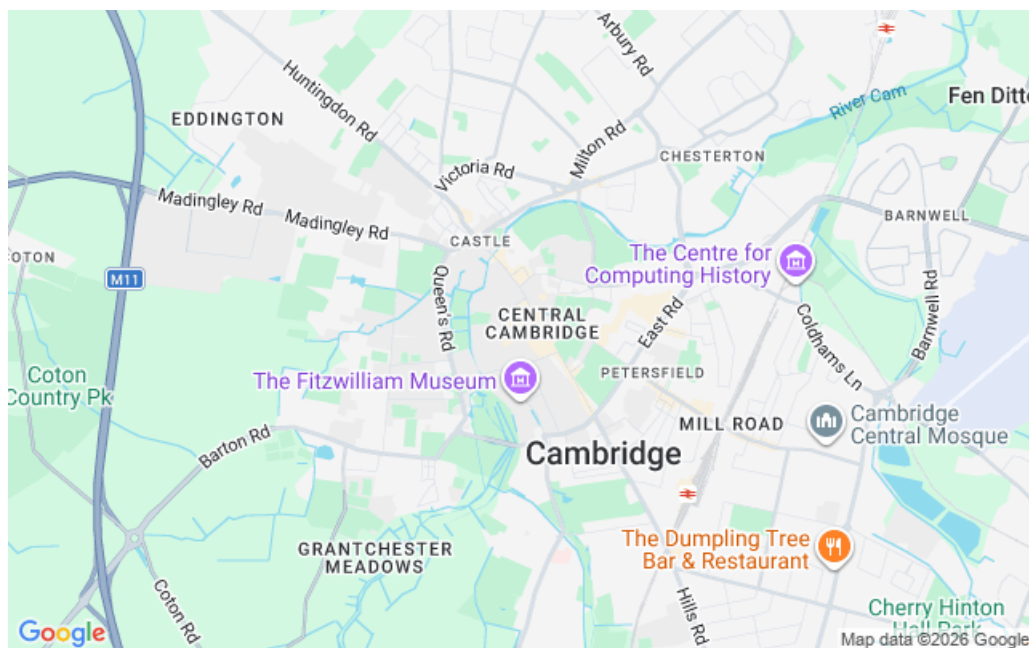 Arbury Rd
River Cam
Fen Ditto
Huntingdon Rd
EDDINGTON
Milton Rd
CHESTERTON
Victoria Rd
Madingley Rd
Madingley Rd
BARNWELL
CASTLE
OTON
M11
The Centre for
Computing History
Queen's Rd
CENTRAL
CAMBRIDGE
East Rd
Barnwell Rd
Coldhams Ln
Coton
Country Pk
The Fitzwilliam Museum
PETERSFIELD
MILL ROAD
Cambridge
Central Mosque
Barton Rd
Cambridge
GRANTCHESTER
MEADOWS
The Dumpling Tree
Bar & Restaurant
Coton Rd
Hills Rd
Cherry Hinton
Hall Park
Google
Map data ©2026 Google